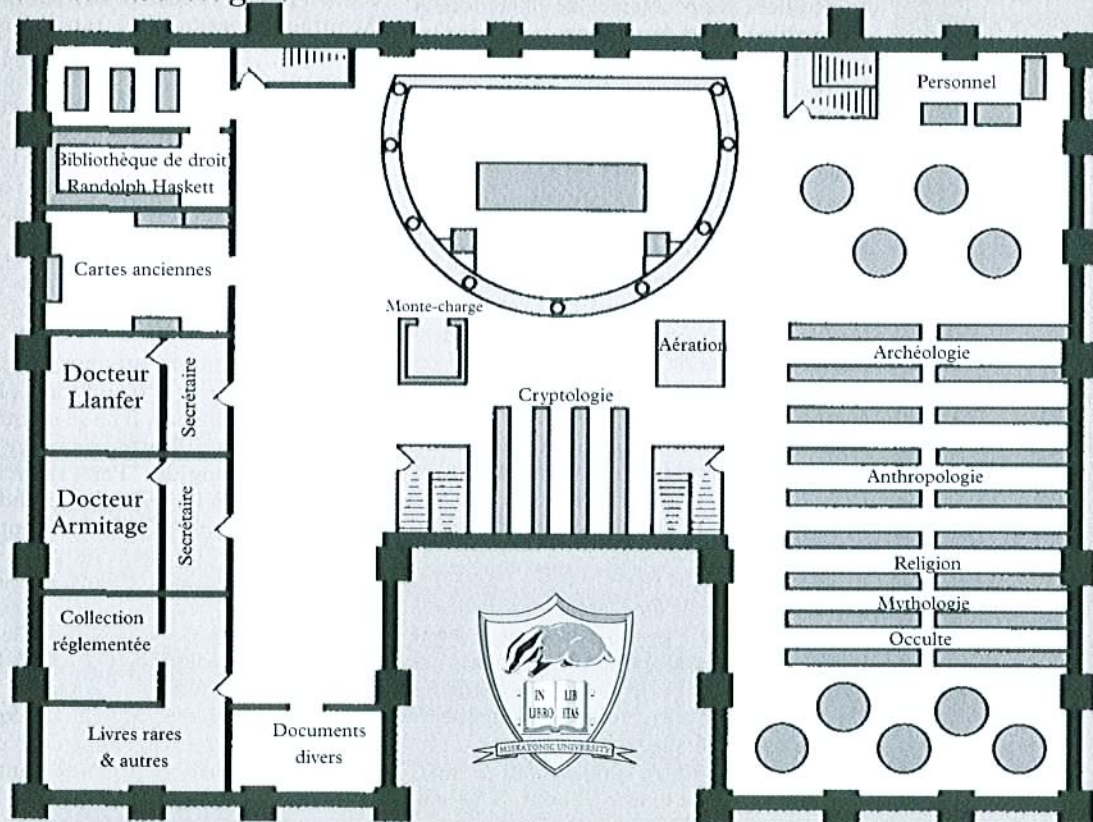 Personnel
Bibliothèque de droit
Randolph Haskett
Cartes anciennes
Monte-charge
Aération
Archéologie
Docteur
Llanfer
Secrétaire
Cryptologie
Anthropologie
Docteur
Armitage
Secrétaire
Religion
Mythologie
Occulte
Collection
réglementée
IN LIB
LIBRO ETAS
MISKATONIC UNIVERSITY
Livres rares
& autres
Documents
divers